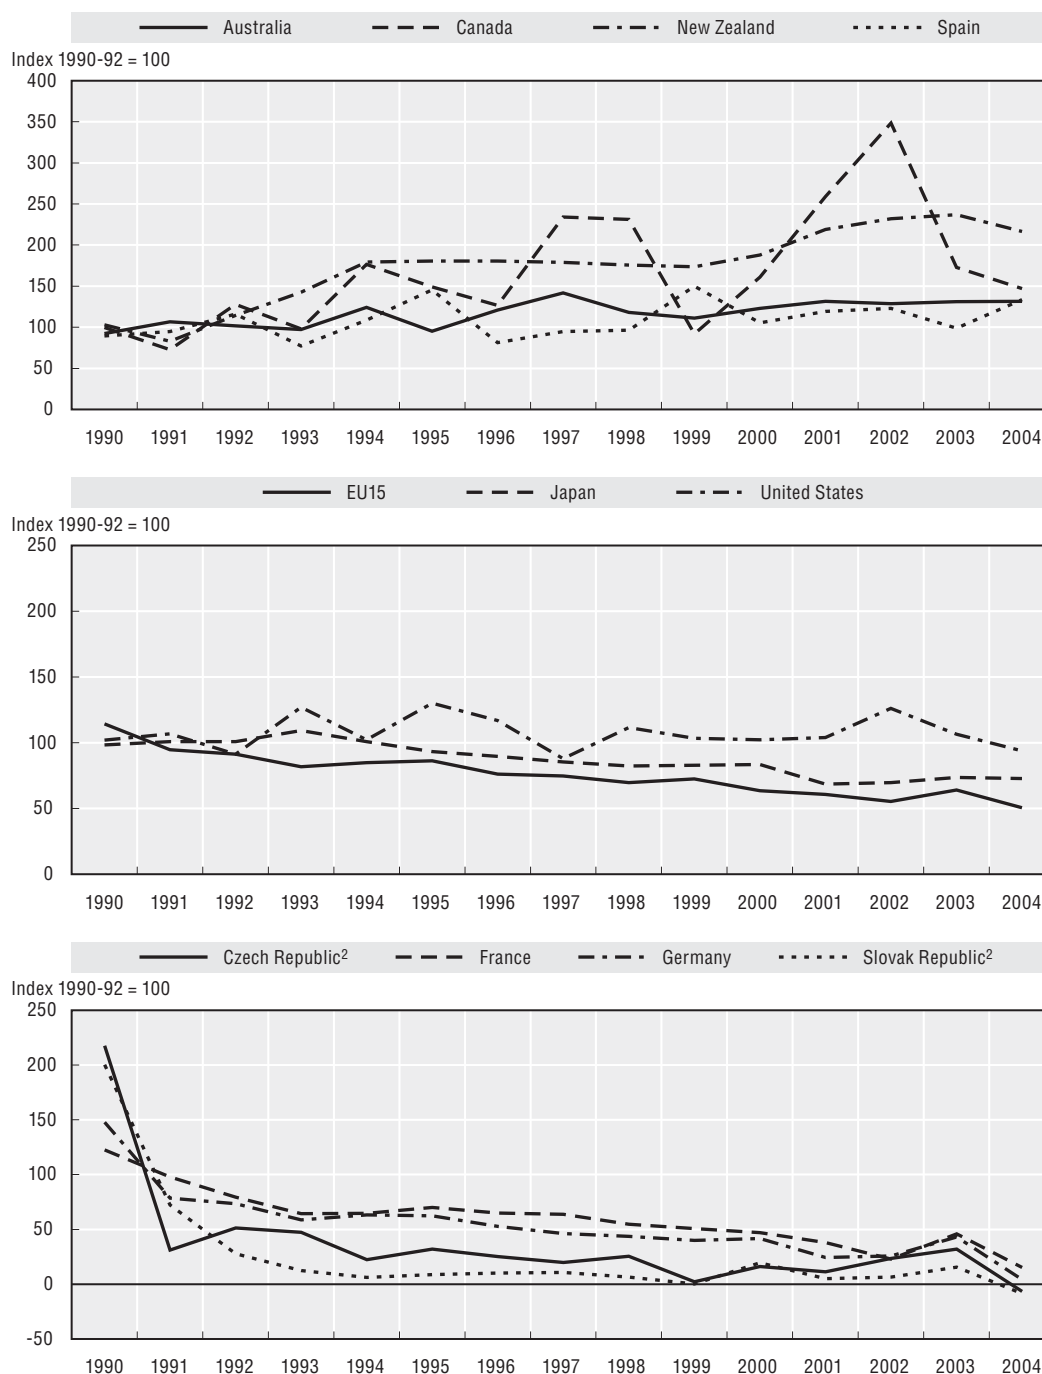 Australia Canada New Zealand Spain
Index 1990-92 = 100
400
350
300
250
200
150
100
50
0
1990 1991 1992 1993 1994 1995 1996 1997 1998 1999 2000 2001 2002 2003 2004
EU15 Japan United States
Index 1990-92 = 100
250
200
150
100
50
0
1990 1991 1992 1993 1994 1995 1996 1997 1998 1999 2000 2001 2002 2003 2004
Czech Republic² France Germany Slovak Republic²
Index 1990-92 = 100
250
200
150
100
50
0
-50
1990 1991 1992 1993 1994 1995 1996 1997 1998 1999 2000 2001 2002 2003 2004